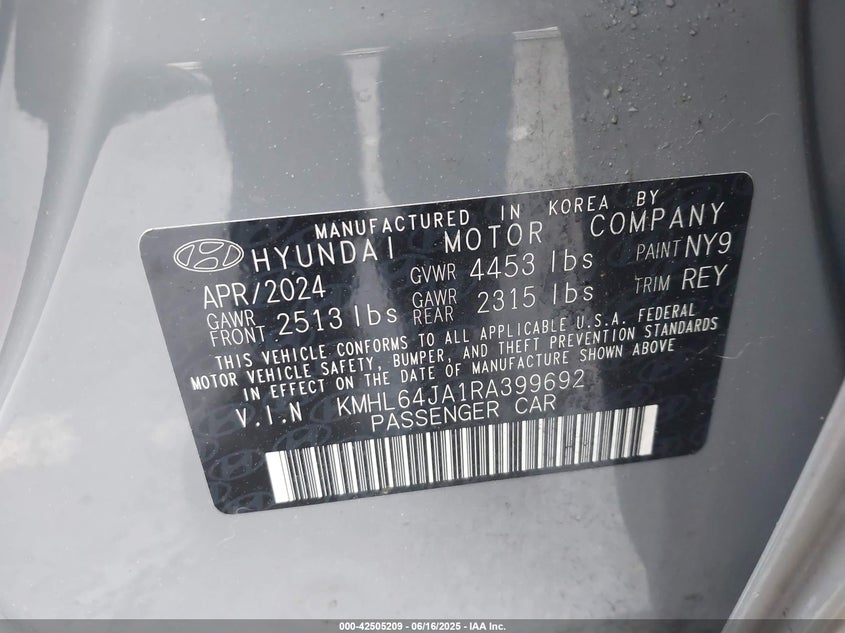 MANUFACTURED IN KOREA BY
HYUNDAI MOTOR COMPANY
APR/2024 GVWR 4453 lbs PAINT NY9
GAWR FRONT 2513 lbs GAWR REAR 2315 lbs TRIM REY
THIS VEHICLE CONFORMS TO ALL APPLICABLE U.S.A. FEDERAL
MOTOR VEHICLE SAFETY, BUMPER, AND THEFT PREVENTION STANDARDS
IN EFFECT ON THE DATE OF MANUFACTURE SHOWN ABOVE
V.I.N KMHL64JA1RA399692
PASSENGER CAR
000-42505209 - 06/16/2025 - IAA Inc.